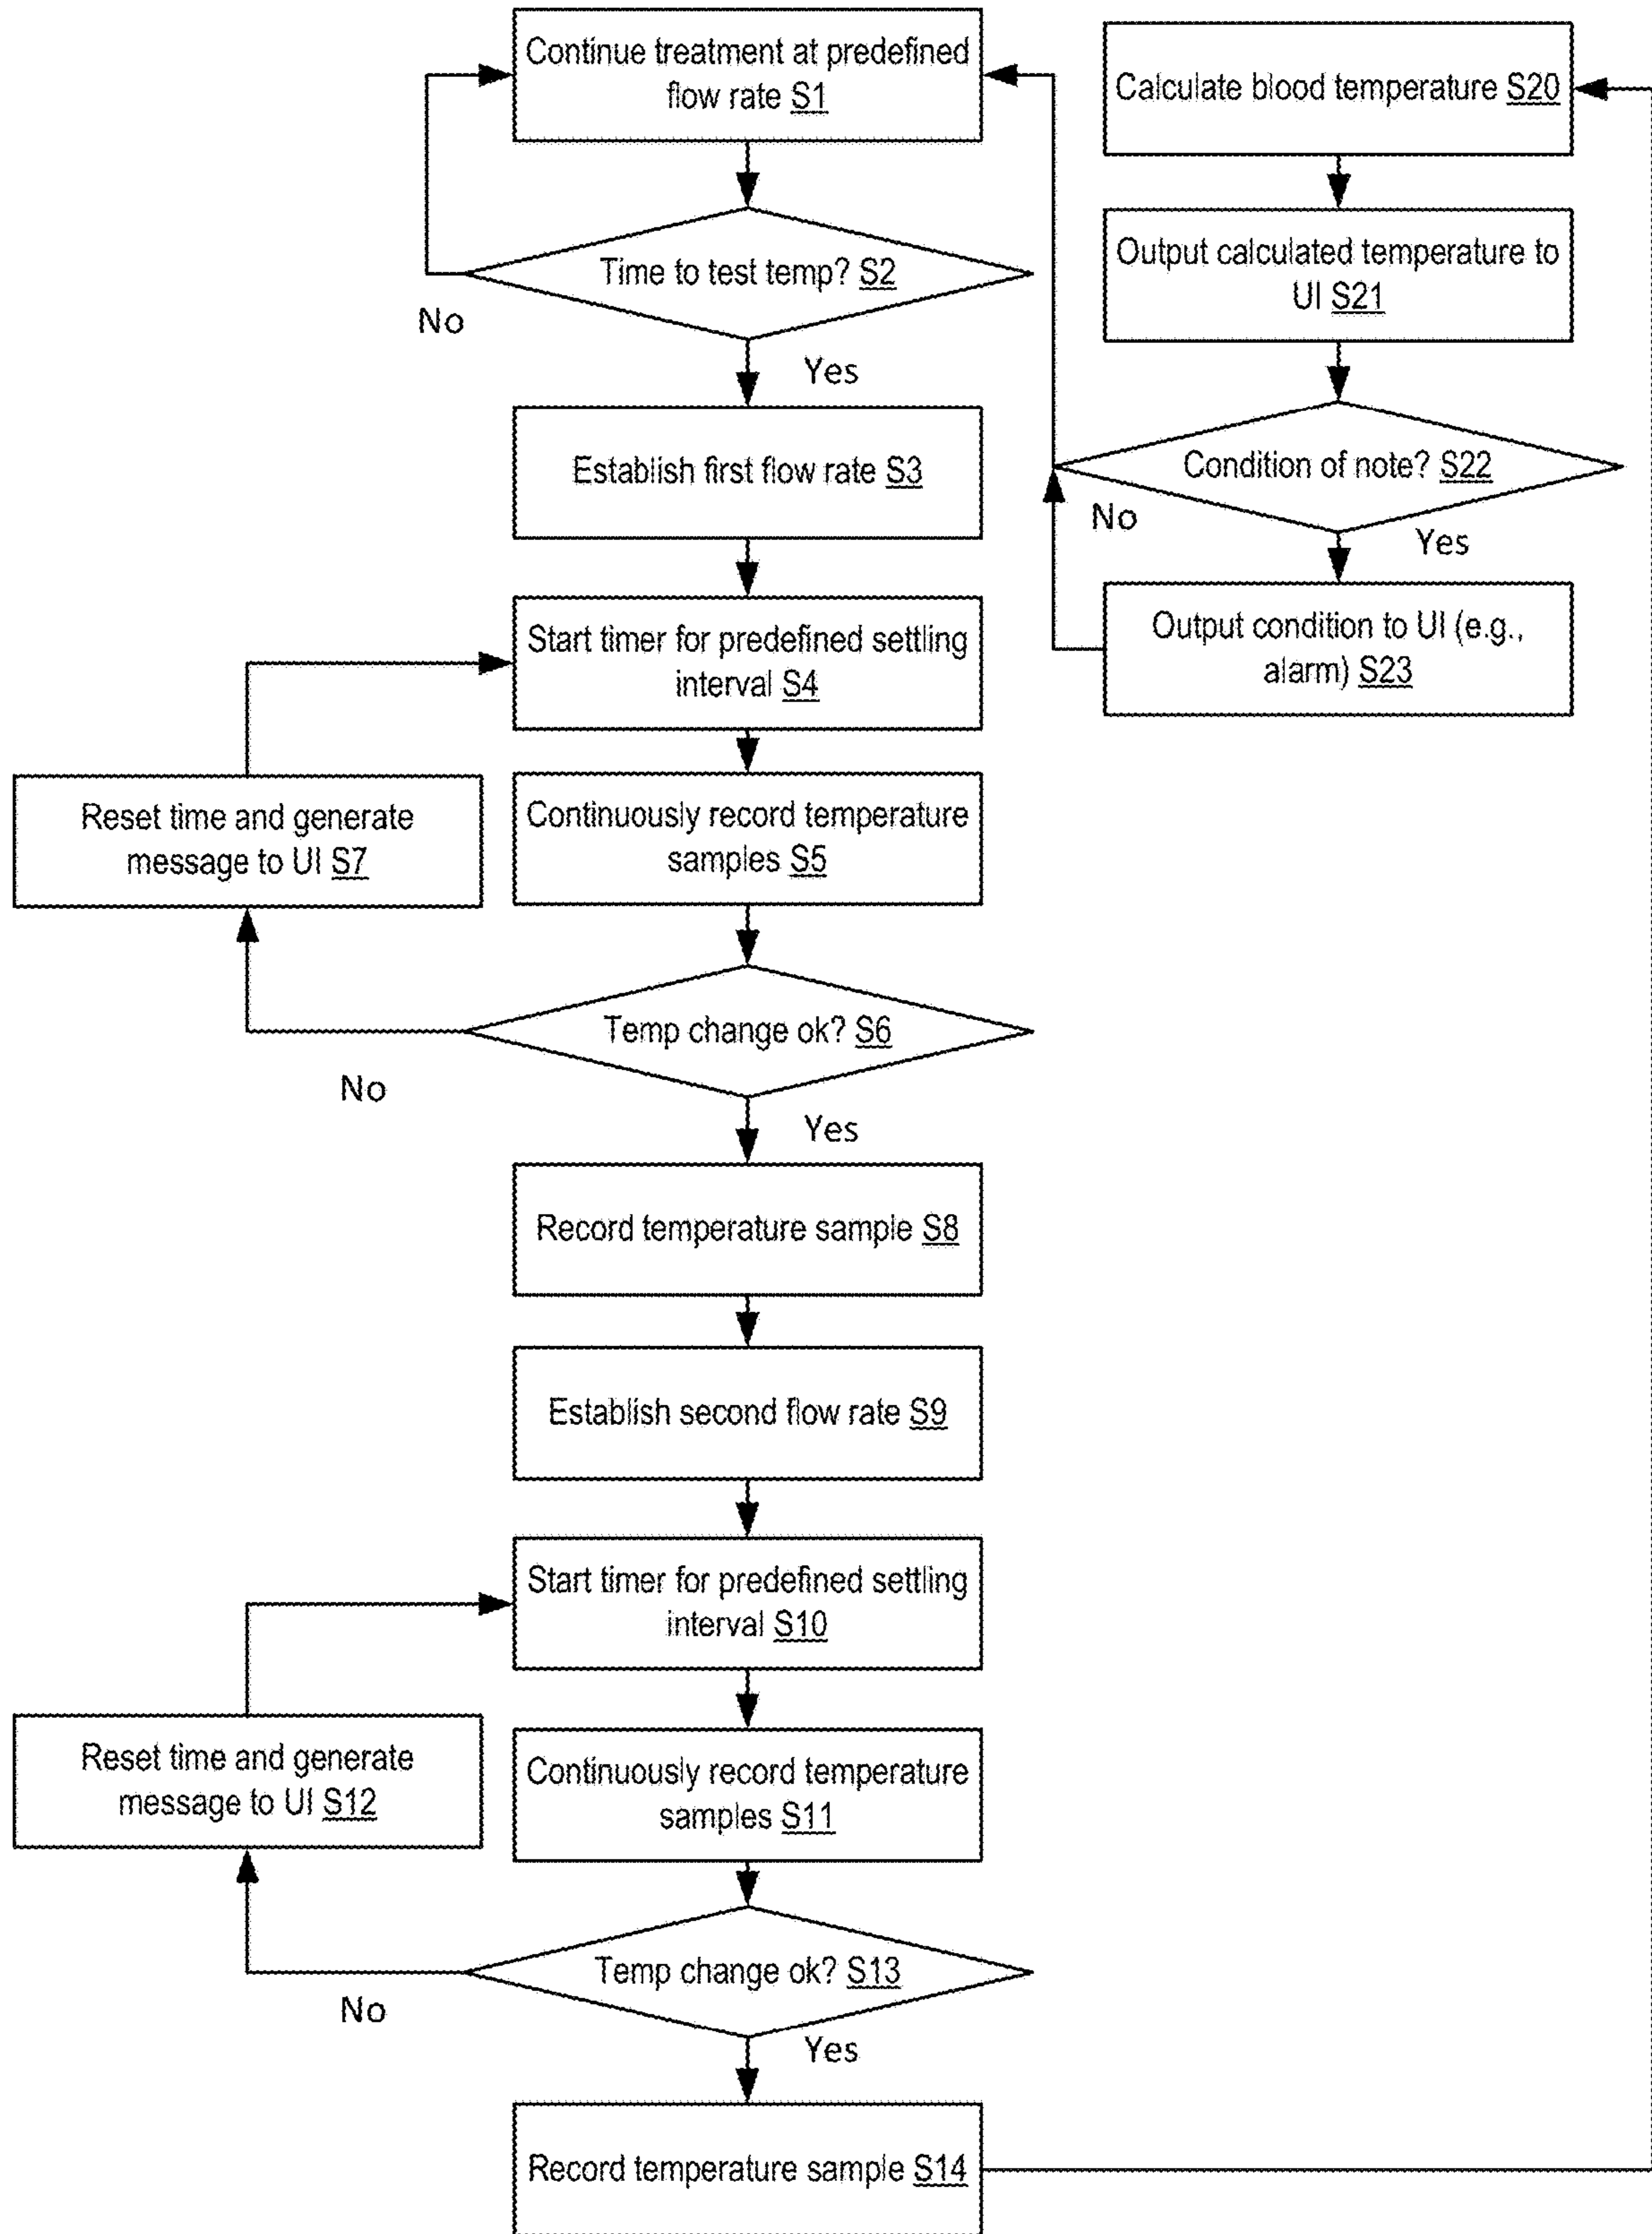 Continue treatment at predefined
flow rate S1
Time to test temp? S2
No
Yes
Establish first flow rate S3
Start timer for predefined settling
interval S4
Reset time and generate
message to UI S7
Continuously record temperature
samples S5
Temp change ok? S6
No
Yes
Record temperature sample S8
Establish second flow rate S9
Start timer for predefined settling
interval S10
Reset time and generate
message to UI S12
Continuously record temperature
samples S11
Temp change ok? S13
No
Yes
Record temperature sample S14
Calculate blood temperature S20
Output calculated temperature to
UI S21
Condition of note? S22
No
Yes
Output condition to UI (e.g.,
alarm) S23